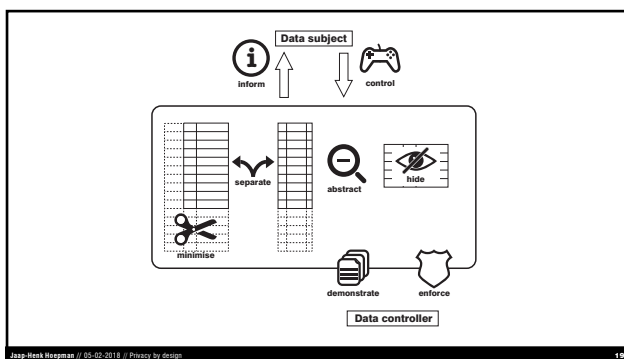 Data subject
i
inform
control
separate
abstract
hide
minimise
demonstrate
enforce
Data controller
Jaap-Henk Hoepman // 05-02-2018 // Privacy by design
19